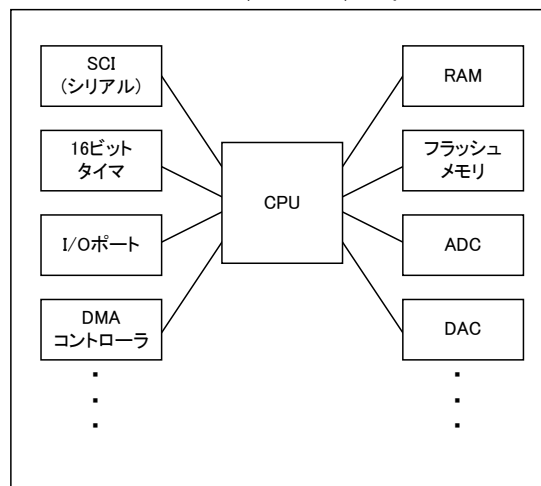 SCI
(シリアル)
16ビット
タイマ
I/Oポート
DMA
コントローラ
CPU
RAM
フラッシュ
メモリ
ADC
DAC